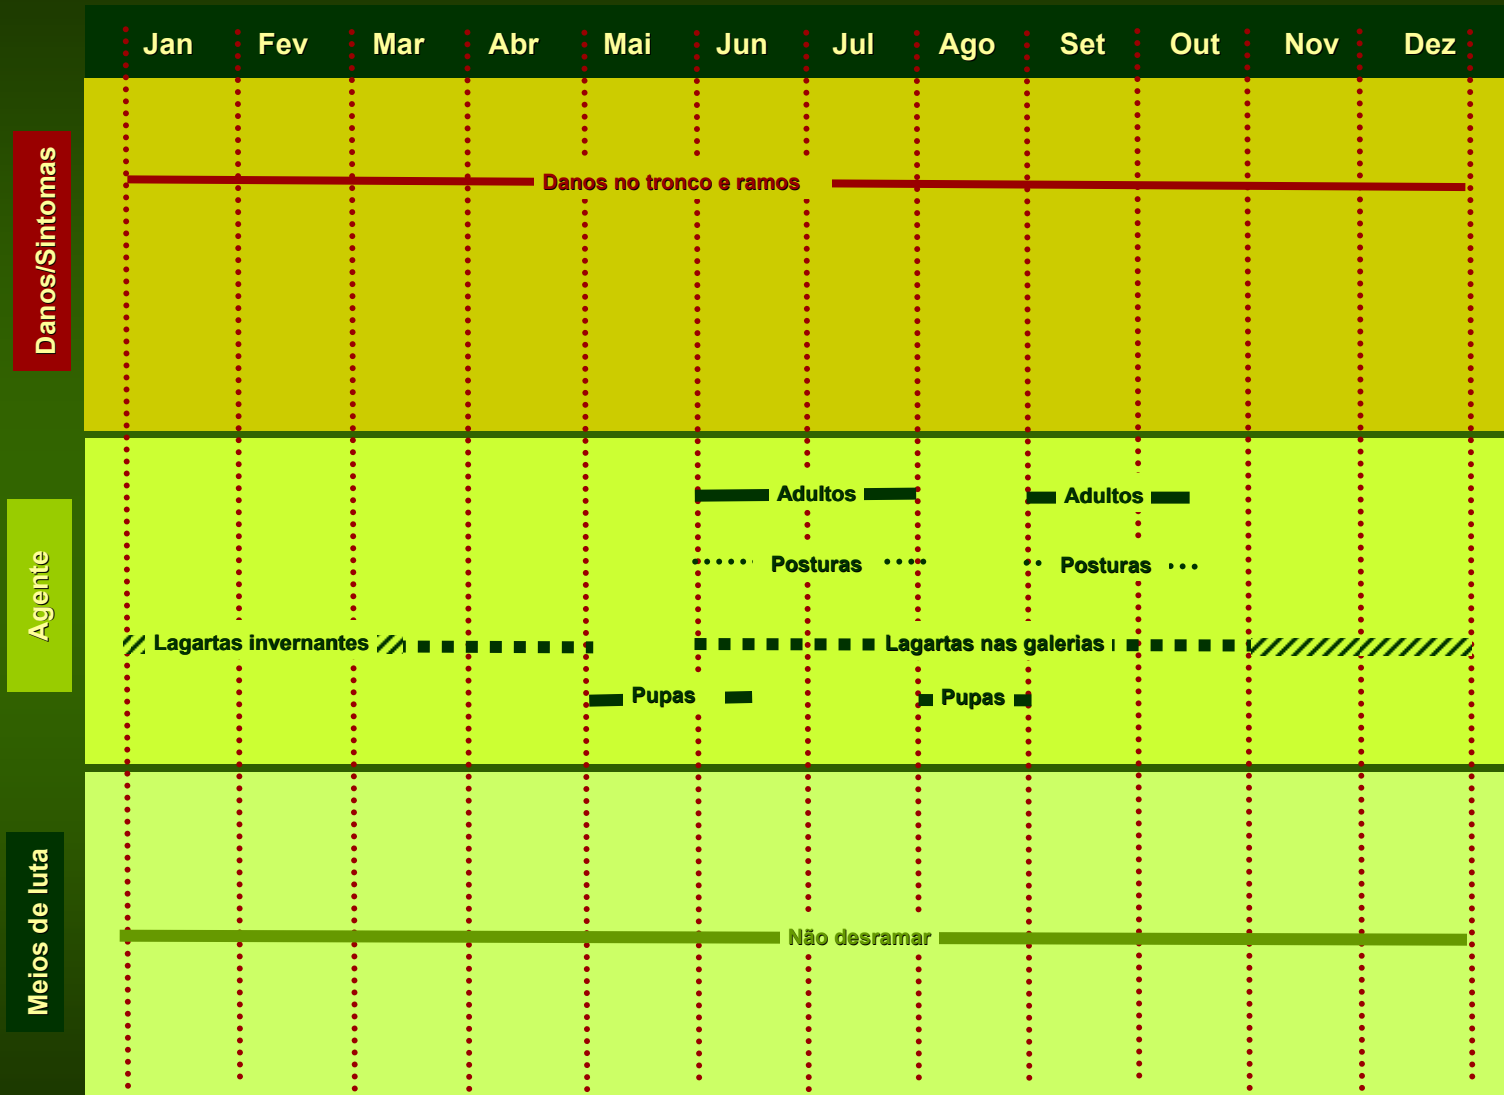 Jan Fev Mar Abr Mai Jun Jul Ago Set Out Nov Dez
Danos/Sintomas
Danos no tronco e ramos
Agente
Adultos Adultos
Posturas Posturas
Lagartas invernantes Lagartas nas galerias
Pupas Pupas
Meios de luta
Não desramar